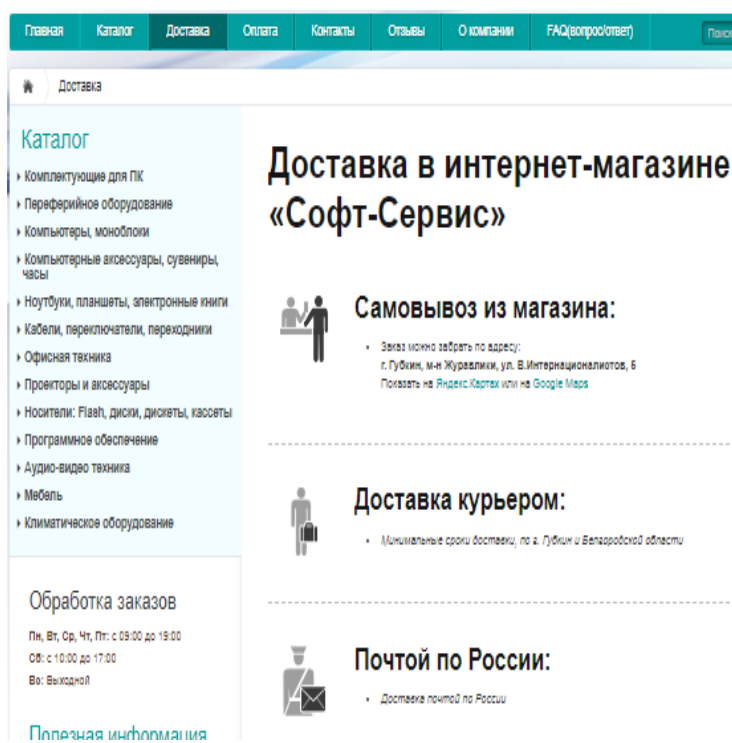 Главная Каталог Доставка Оплата Контакты Отзывы О компании FAQ(вопрос/ответ)
Доставка
Каталог
Комплектующие для ПК
Переферийное оборудование
Компьютеры, моноблоки
Компьютерные аксессуары, сувениры,
часы
Ноутбуки, планшеты, электронные книги
Кабели, переключатели, переходники
Офисная техника
Проекторы и аксессуары
Носители: Flash, диски, дискеты, кассеты
Программное обеспечение
Аудио-видео техника
Мебель
Климатическое оборудование
Обработка заказов
Пн, Вт, Ср, Чт, Пт: с 09:00 до 19:00
Сб: с 10:00 до 17:00
Вс: Выходной
Полезная информация
Доставка в интернет-магазине
«Софт-Сервис»
Самовывоз из магазина:
Заказ можно забрать по адресу:
г. Губкин, м-н Журавлики, ул. В.Интернационалистов, 5
Показать на Яндекс.Картах или на Google Maps
Доставка курьером:
Минимальные сроки доставки, по г. Губкин и Белгородской области
Почтой по России:
Доставка почтой по России